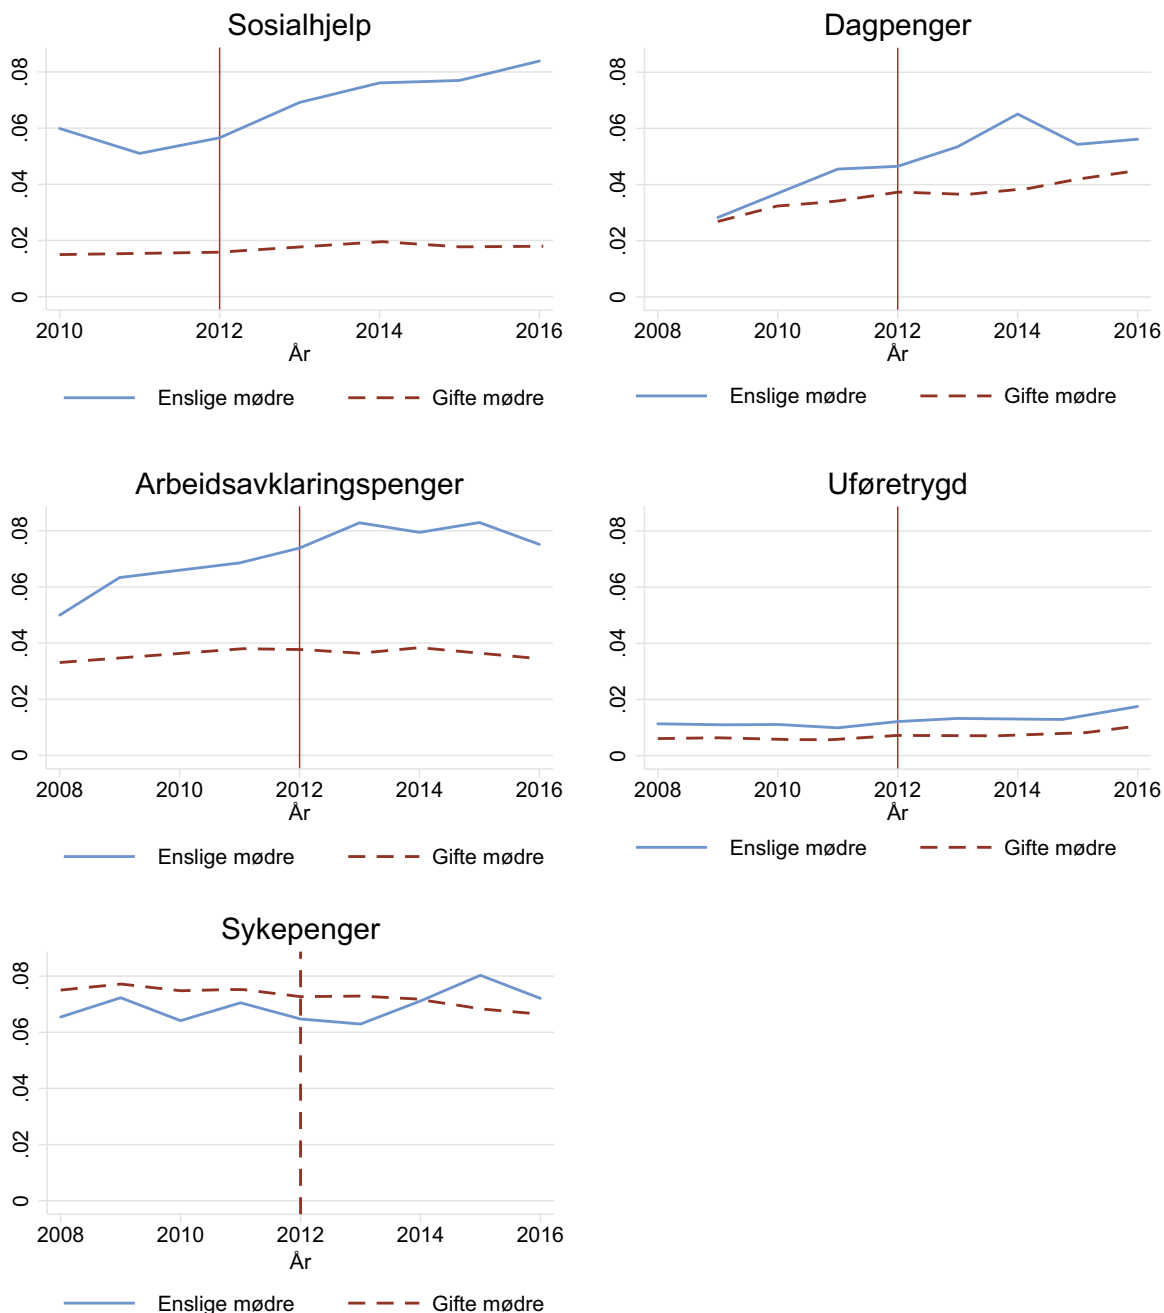 Sosialhjelp
.08
.06
.04
.02
0
2010 2012 2014 2016
År
Enslige mødre Gifte mødre
Dagpenger
.08
.06
.04
.02
0
2008 2010 2012 2014 2016
År
Enslige mødre Gifte mødre
Arbeidsavklaringspenger
.08
.06
.04
.02
0
2008 2010 2012 2014 2016
År
Enslige mødre Gifte mødre
Uføretrygd
.08
.06
.04
.02
0
2008 2010 2012 2014 2016
År
Enslige mødre Gifte mødre
Sykepenger
.08
.06
.04
.02
0
2008 2010 2012 2014 2016
År
Enslige mødre Gifte mødre